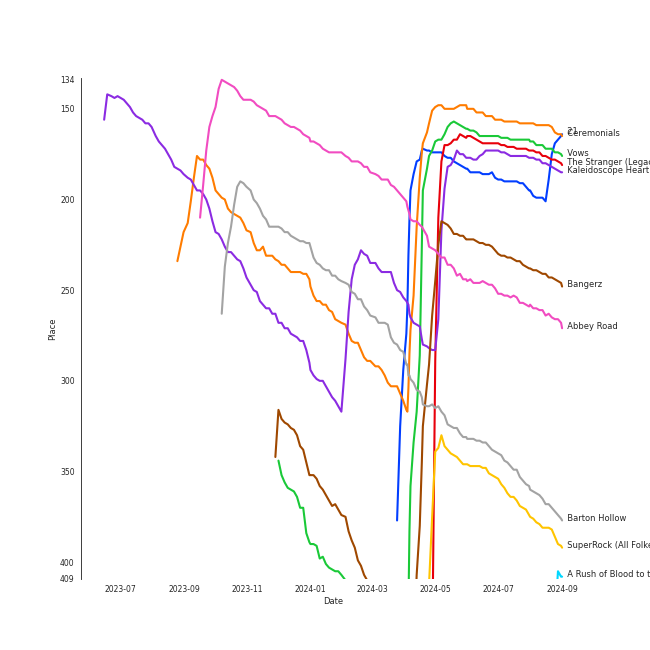 134
150
200
250
300
350
400
409
Place
2023-07
2023-09
2023-11
2024-01
2024-03
2024-05
2024-07
2024-09
Date
21
Ceremonials
Vows
The Stranger (Legac
Kaleidoscope Heart
Bangerz
Abbey Road
Barton Hollow
SuperRock (All Folke
A Rush of Blood to t